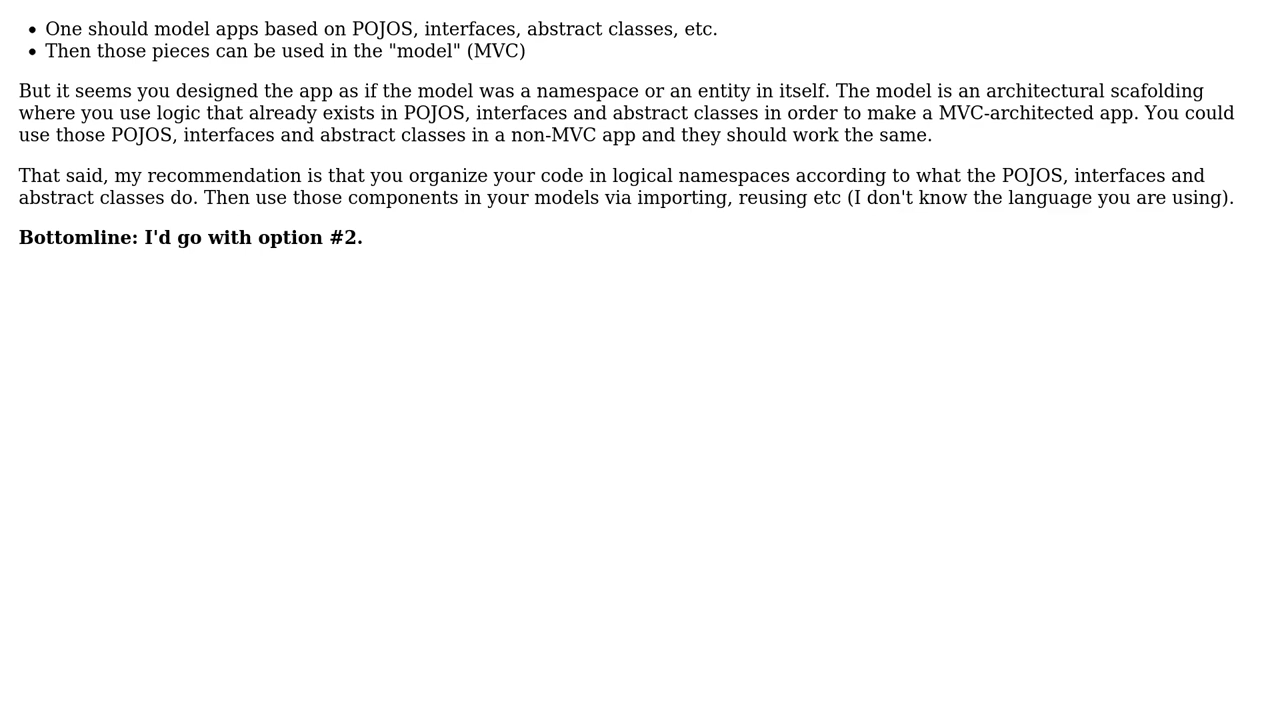 One should model apps based on POJOS, interfaces, abstract classes, etc.
Then those pieces can be used in the "model" (MVC)
But it seems you designed the app as if the model was a namespace or an entity in itself. The model is an architectural scafolding
where you use logic that already exists in POJOS, interfaces and abstract classes in order to make a MVC-architected app. You could
use those POJOS, interfaces and abstract classes in a non-MVC app and they should work the same.
That said, my recommendation is that you organize your code in logical namespaces according to what the POJOS, interfaces and
abstract classes do. Then use those components in your models via importing, reusing etc (I don't know the language you are using).
Bottomline: I'd go with option #2.